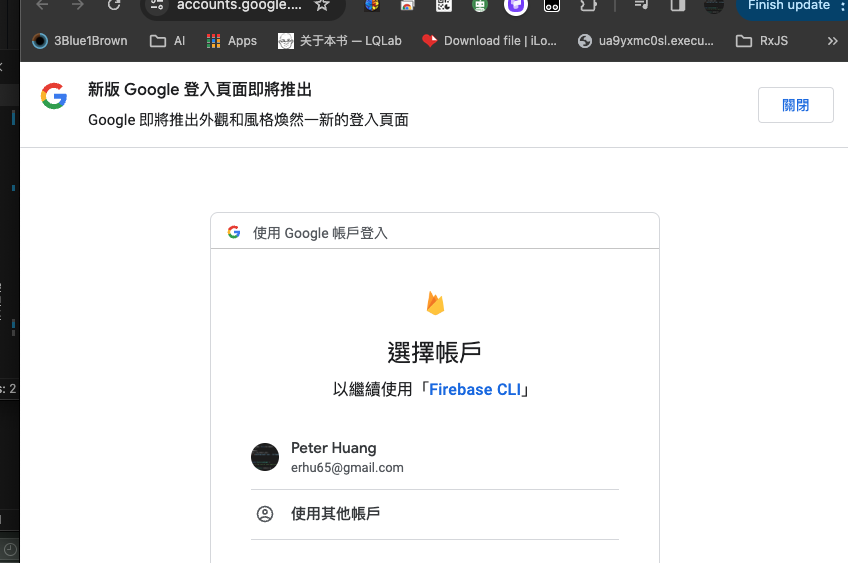 accounts.google....
Finish update
3Blue1Brown
AI
Apps
关于本书 — LQLab
Download file | iLo...
ua9yxmc0sl.execu...
RxJS
»
新版 Google 登入頁面即將推出
Google 即將推出外觀和風格煥然一新的登入頁面
關閉
使用 Google 帳戶登入
選擇帳戶
以繼續使用「Firebase CLI」
Peter Huang
erhu65@gmail.com
使用其他帳戶
s: 2